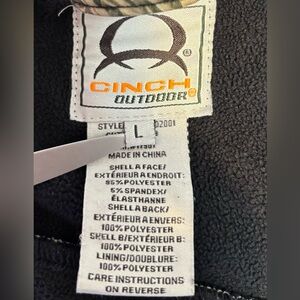 CINCH
OUTDOOR®
STYLE
L
MADE IN CHINA
SHELL A FACE/
EXTÉRIEUR A ENDROIT:
95% POLYESTER
5% SPANDEX/
ÉLASTHANNE
SHELL A BACK/
EXTÉRIEUR A ENVERS:
100% POLYESTER
SHELL B/EXTÉRIEUR B:
100% POLYESTER
LINING/DOUBLURE:
100% POLYESTER
CARE INSTRUCTIONS
ON REVERSE